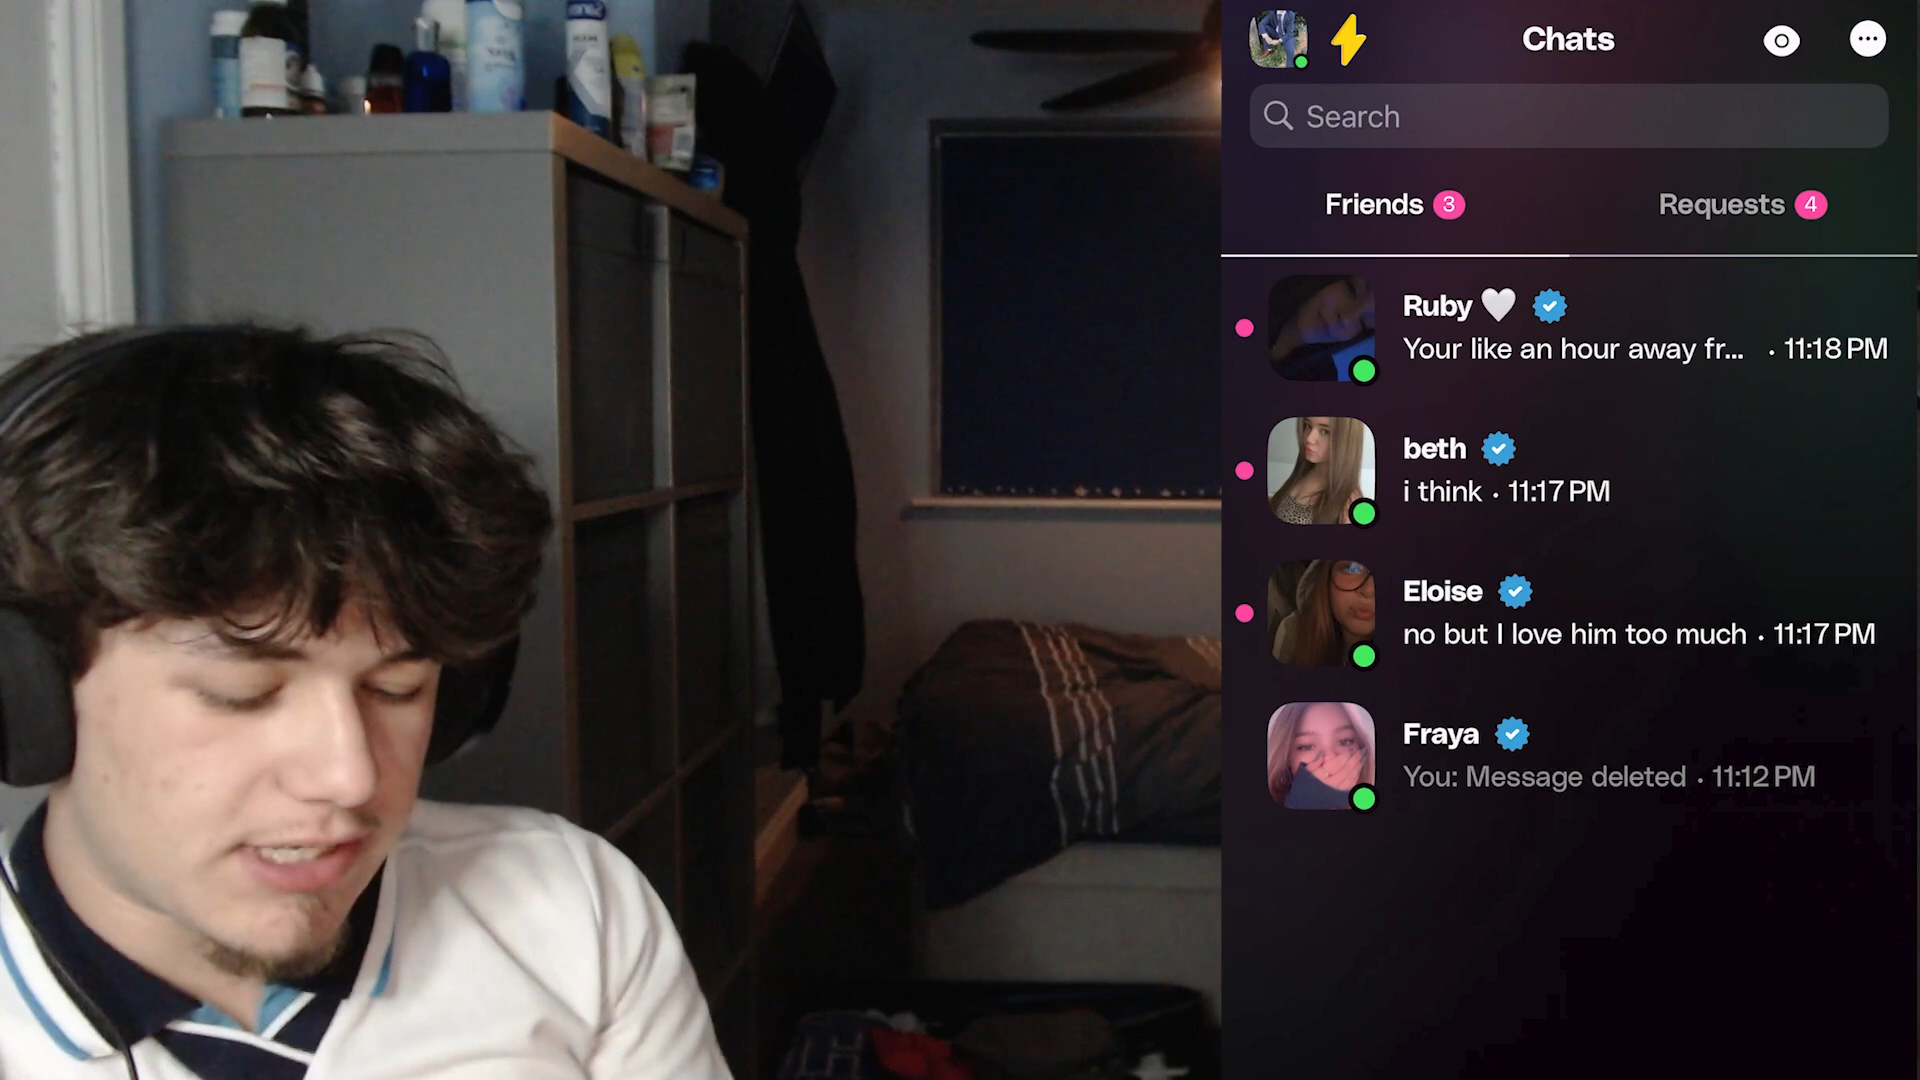 Chats
Search
Friends 3
Requests 4
Ruby 🤍
Your like an hour away fr... · 11:18 PM
beth
i think · 11:17 PM
Eloise
no but I love him too much · 11:17 PM
Fraya
You: Message deleted · 11:12 PM